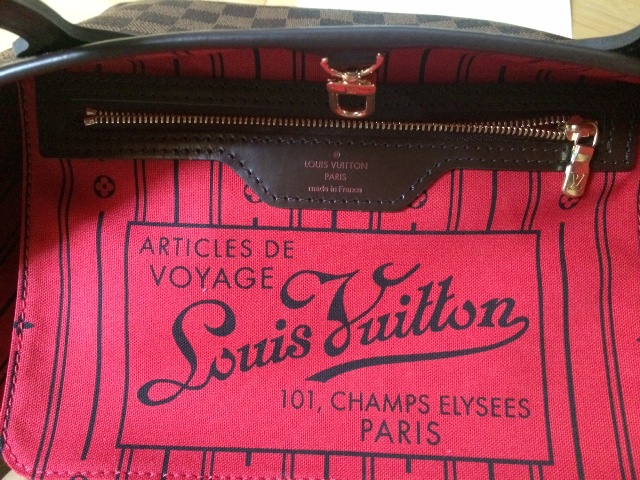 ®
LOUIS VUITTON
PARIS
made in France
ARTICLES DE
VOYAGE
Louis Vuitton
101, CHAMPS ELYSEES
PARIS